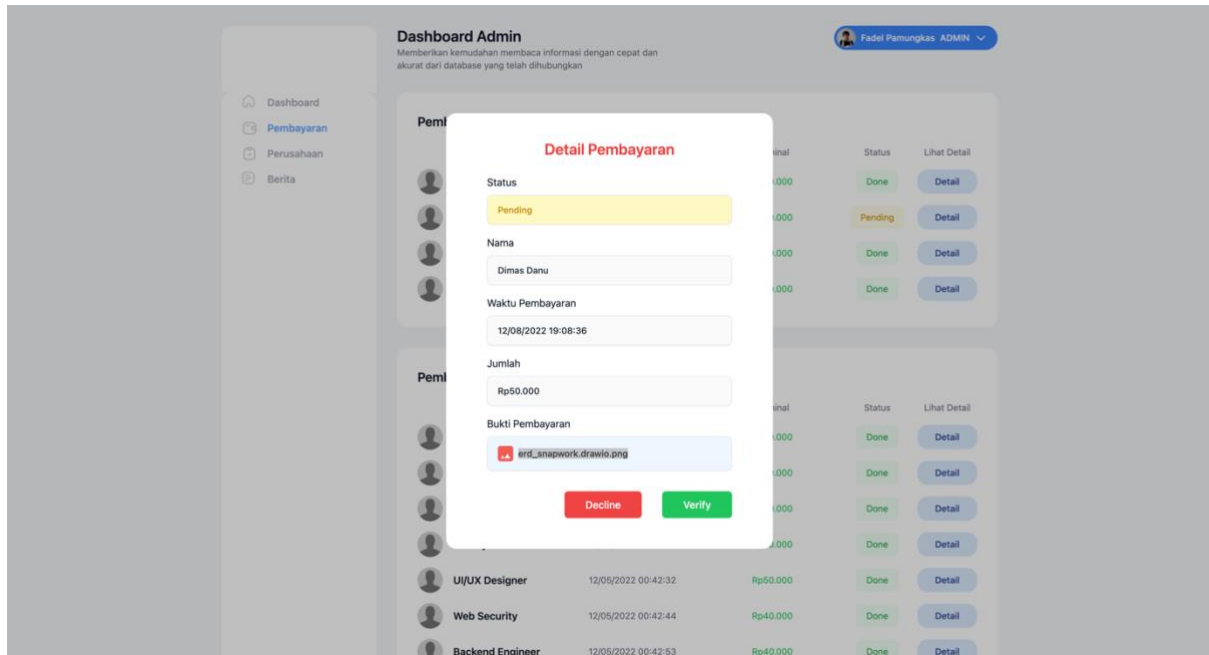 Dashboard Admin
Memberikan kemudahan membaca informasi dengan cepat dan
akurat dari database yang telah dihubungkan
Fadel Pamungkas ADMIN
Dashboard
Pembayaran
Perusahaan
Berita
Status Lihat Detail
Done Detail
Pending Detail
Done Detail
Done Detail
Detail Pembayaran
Status
Pending
Nama
Dimas Danu
Waktu Pembayaran
12/08/2022 19:08:36
Jumlah
Rp50.000
Bukti Pembayaran
erd_snapwork.drawio.png
Decline Verify
Status Lihat Detail
Done Detail
Done Detail
Done Detail
Done Detail
UI/UX Designer 12/05/2022 00:42:32 Rp50.000 Done Detail
Web Security 12/05/2022 00:42:44 Rp40.000 Done Detail
Backend Engineer 12/05/2022 00:42:53 Rp40.000 Done Detail